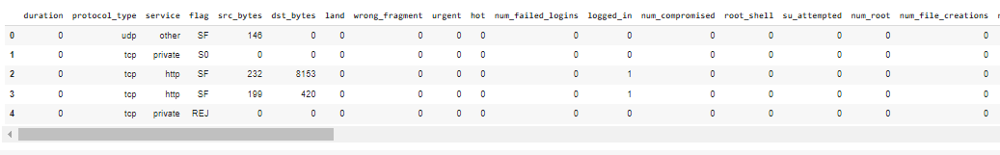 duration protocol_type service flag src_bytes dst_bytes land wrong_fragment urgent hot num_failed_logins logged_in num_compromised root_shell su_attempted num_root num_file_creations
0 0 udp other SF 146 0 0 0 0 0 0 0 0 0 0 0 0
1 0 tcp private S0 0 0 0 0 0 0 0 0 0 0 0 0 0
2 0 tcp http SF 232 8153 0 0 0 0 0 1 0 0 0 0 0
3 0 tcp http SF 199 420 0 0 0 0 0 1 0 0 0 0 0
4 0 tcp private REJ 0 0 0 0 0 0 0 0 0 0 0 0 0